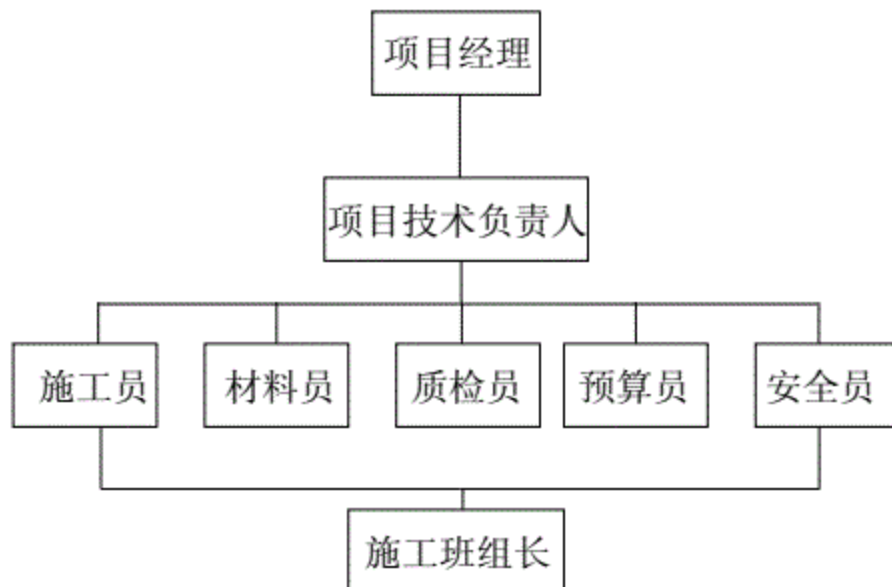 项目经理
项目技术负责人
施工员
材料员
质检员
预算员
安全员
施工班组长